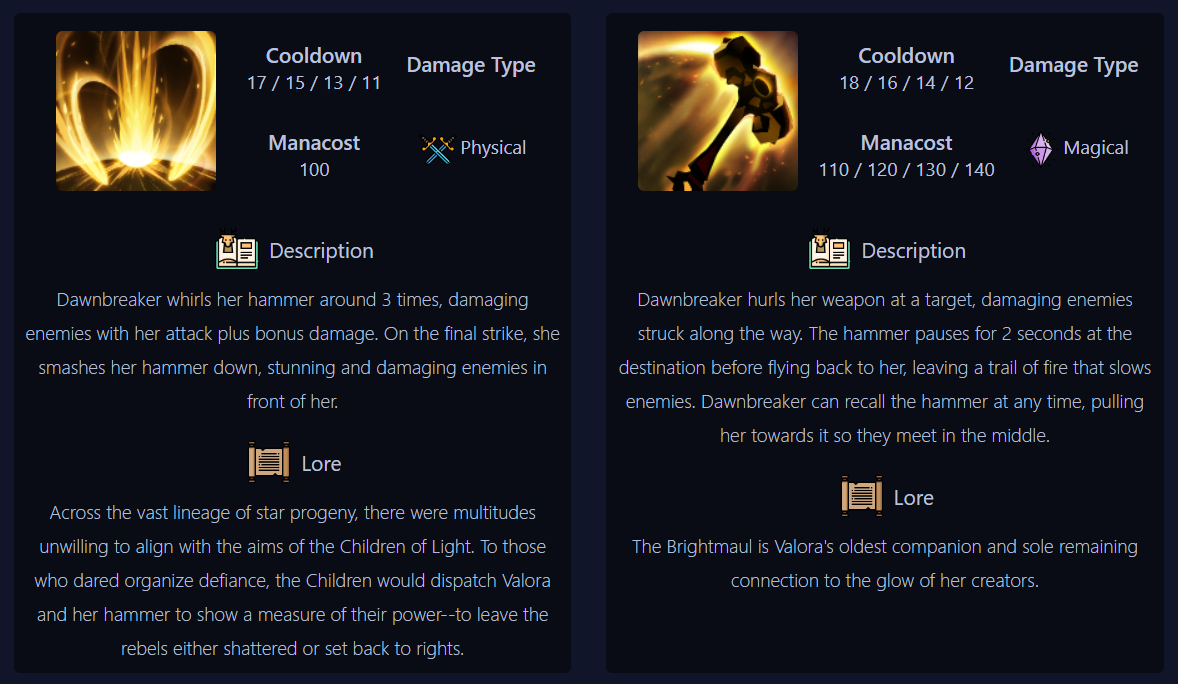 Cooldown
17 / 15 / 13 / 11
Damage Type
Manacost
100
Physical
Description
Dawnbreaker whirls her hammer around 3 times, damaging
enemies with her attack plus bonus damage. On the final strike, she
smashes her hammer down, stunning and damaging enemies in
front of her.
Lore
Across the vast lineage of star progeny, there were multitudes
unwilling to align with the aims of the Children of Light. To those
who dared organize defiance, the Children would dispatch Valora
and her hammer to show a measure of their power--to leave the
rebels either shattered or set back to rights.
Cooldown
18 / 16 / 14 / 12
Damage Type
Manacost
110 / 120 / 130 / 140
Magical
Description
Dawnbreaker hurls her weapon at a target, damaging enemies
struck along the way. The hammer pauses for 2 seconds at the
destination before flying back to her, leaving a trail of fire that slows
enemies. Dawnbreaker can recall the hammer at any time, pulling
her towards it so they meet in the middle.
Lore
The Brightmaul is Valora's oldest companion and sole remaining
connection to the glow of her creators.